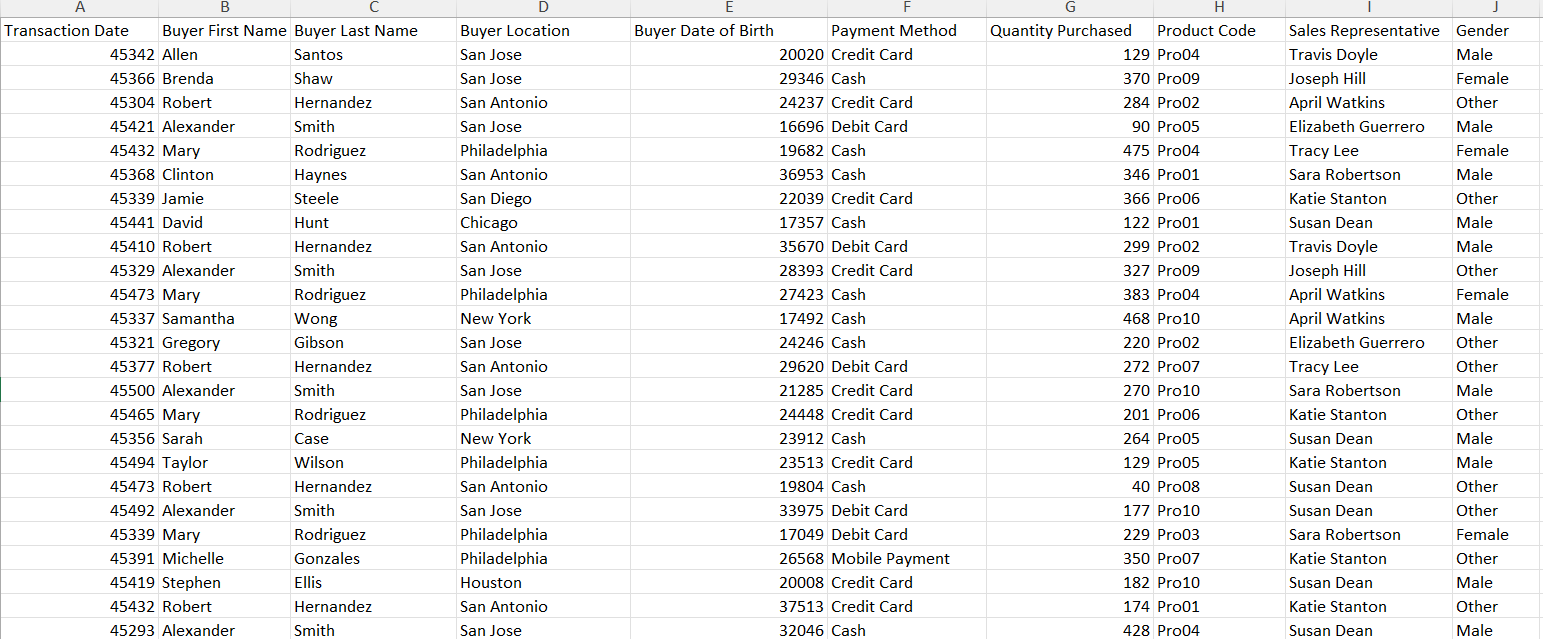 A B C D E F G H I J
Transaction Date Buyer First Name Buyer Last Name Buyer Location Buyer Date of Birth Payment Method Quantity Purchased Product Code Sales Representative Gender
45342 Allen Santos San Jose 20020 Credit Card 129 Pro04 Travis Doyle Male
45366 Brenda Shaw San Jose 29346 Cash 370 Pro09 Joseph Hill Female
45304 Robert Hernandez San Antonio 24237 Credit Card 284 Pro02 April Watkins Other
45421 Alexander Smith San Jose 16696 Debit Card 90 Pro05 Elizabeth Guerrero Male
45432 Mary Rodriguez Philadelphia 19682 Cash 475 Pro04 Tracy Lee Female
45368 Clinton Haynes San Antonio 36953 Cash 346 Pro01 Sara Robertson Male
45339 Jamie Steele San Diego 22039 Credit Card 366 Pro06 Katie Stanton Other
45441 David Hunt Chicago 17357 Cash 122 Pro01 Susan Dean Male
45410 Robert Hernandez San Antonio 35670 Debit Card 299 Pro02 Travis Doyle Male
45329 Alexander Smith San Jose 28393 Credit Card 327 Pro09 Joseph Hill Other
45473 Mary Rodriguez Philadelphia 27423 Cash 383 Pro04 April Watkins Female
45337 Samantha Wong New York 17492 Cash 468 Pro10 April Watkins Male
45321 Gregory Gibson San Jose 24246 Cash 220 Pro02 Elizabeth Guerrero Other
45377 Robert Hernandez San Antonio 29620 Debit Card 272 Pro07 Tracy Lee Other
45500 Alexander Smith San Jose 21285 Credit Card 270 Pro10 Sara Robertson Male
45465 Mary Rodriguez Philadelphia 24448 Credit Card 201 Pro06 Katie Stanton Other
45356 Sarah Case New York 23912 Cash 264 Pro05 Susan Dean Male
45494 Taylor Wilson Philadelphia 23513 Credit Card 129 Pro05 Katie Stanton Male
45473 Robert Hernandez San Antonio 19804 Cash 40 Pro08 Susan Dean Other
45492 Alexander Smith San Jose 33975 Debit Card 177 Pro10 Susan Dean Other
45339 Mary Rodriguez Philadelphia 17049 Debit Card 229 Pro03 Sara Robertson Female
45391 Michelle Gonzales Philadelphia 26568 Mobile Payment 350 Pro07 Katie Stanton Other
45419 Stephen Ellis Houston 20008 Credit Card 182 Pro10 Susan Dean Male
45432 Robert Hernandez San Antonio 37513 Credit Card 174 Pro01 Katie Stanton Other
45293 Alexander Smith San Jose 32046 Cash 428 Pro04 Susan Dean Male